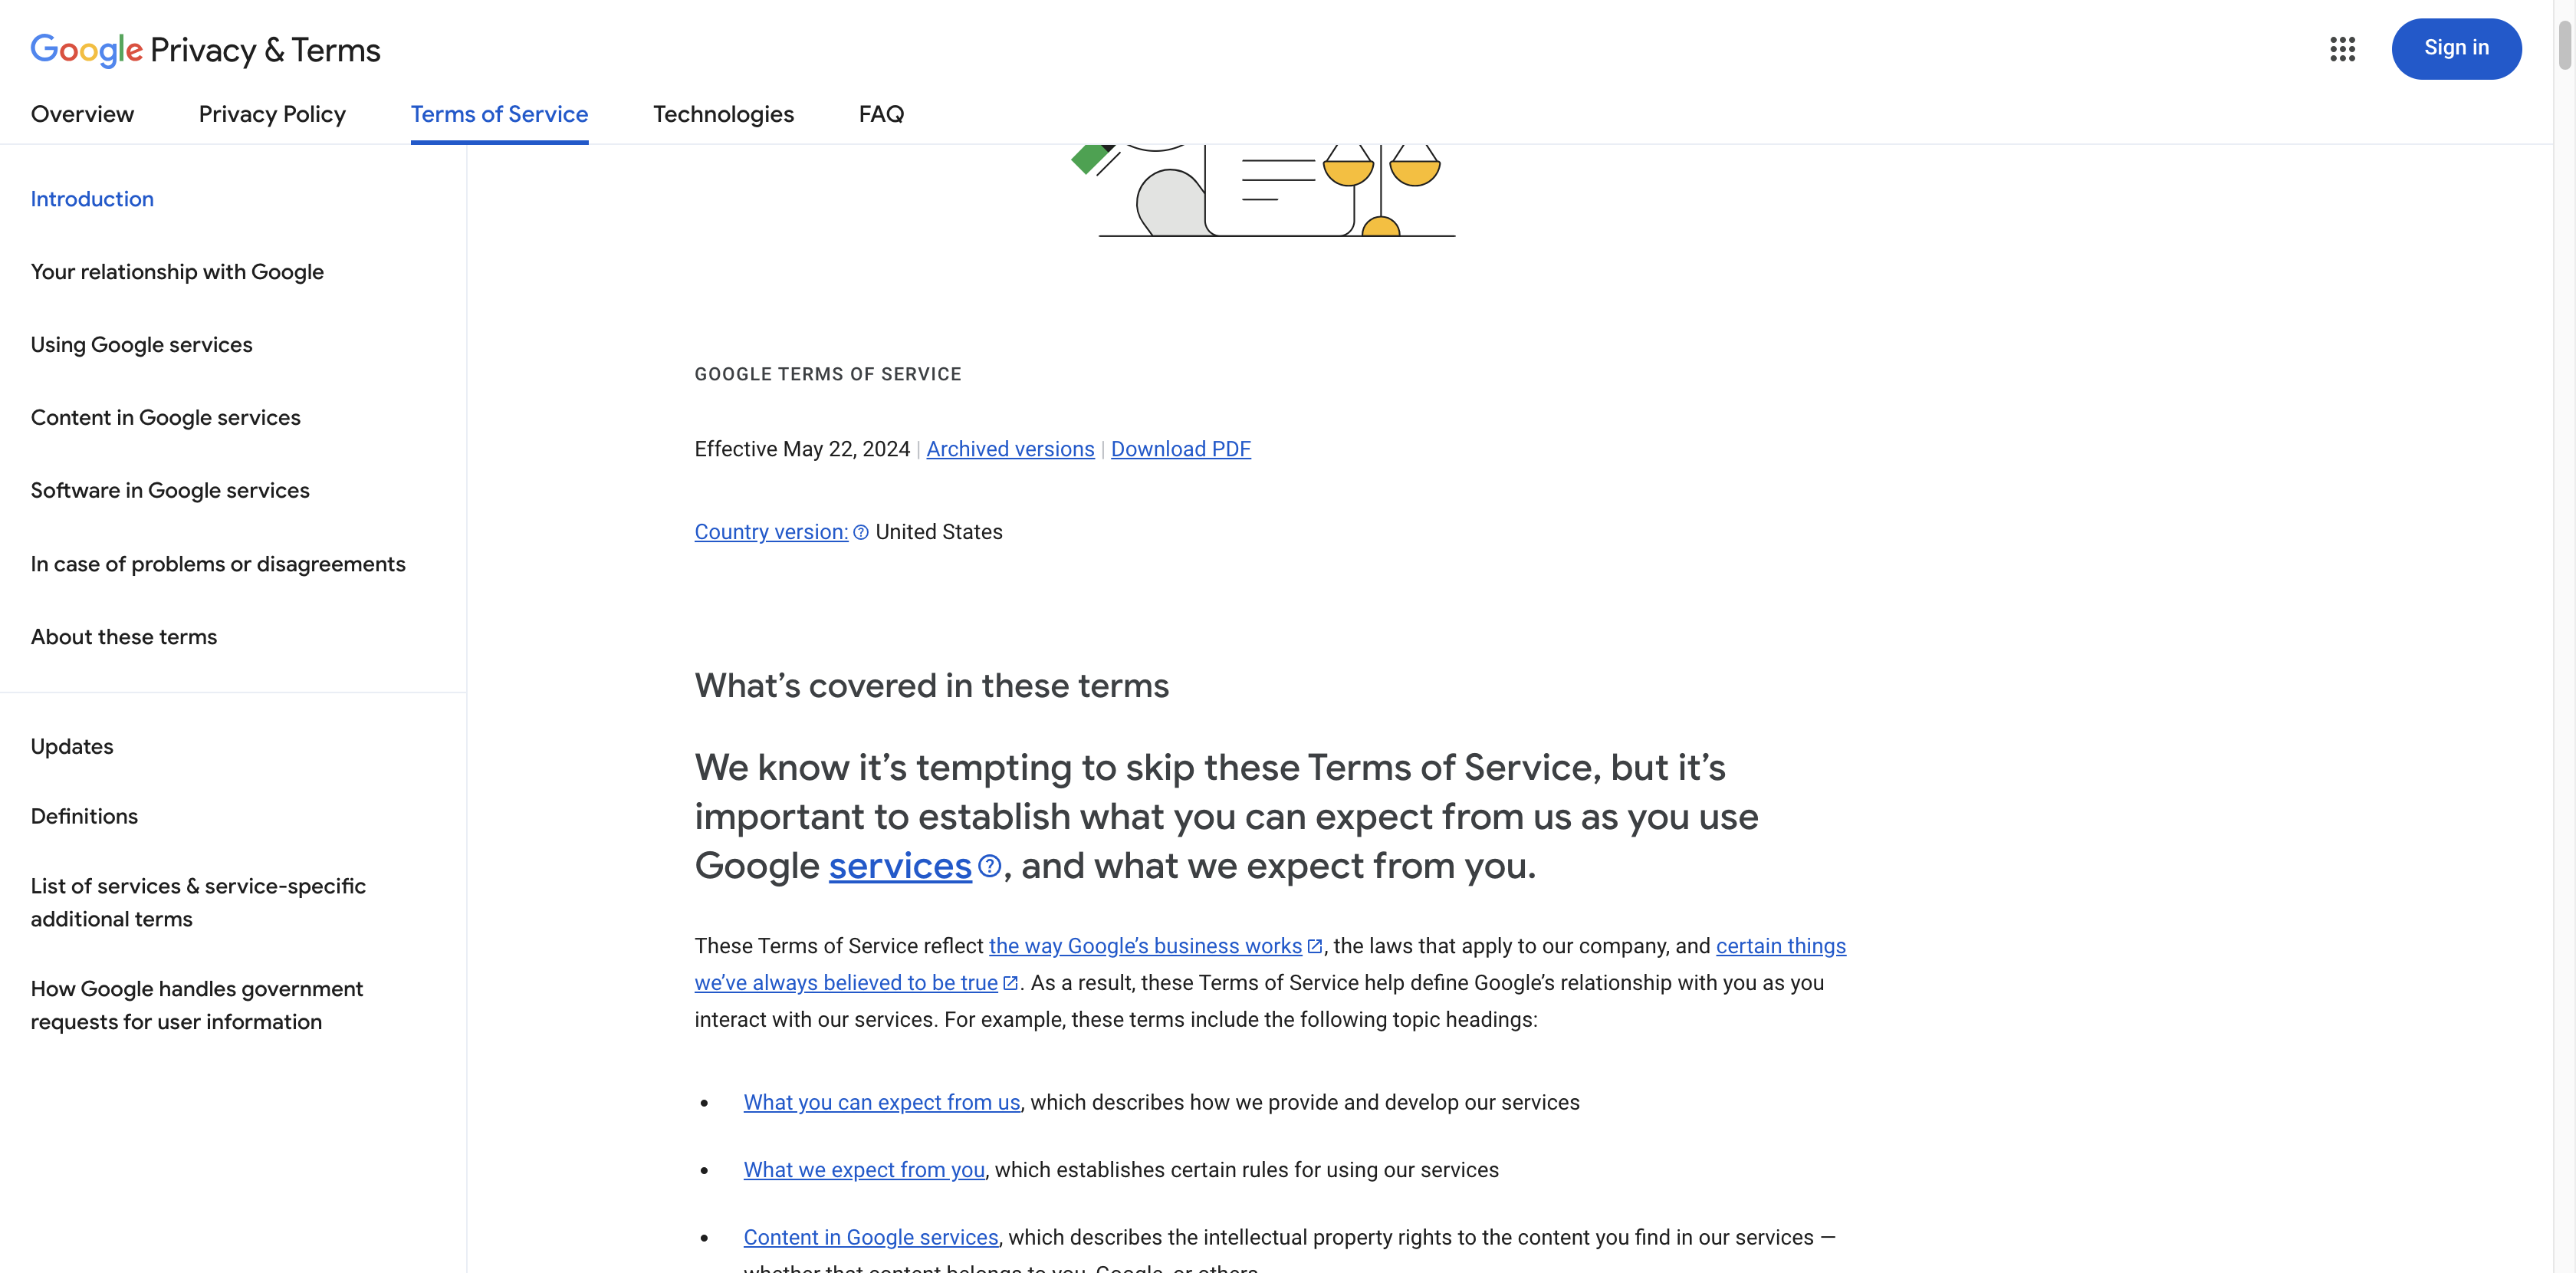 Google Privacy & Terms
Sign in
Overview
Privacy Policy
Terms of Service
Technologies
FAQ
Introduction
Your relationship with Google
Using Google services
Content in Google services
Software in Google services
In case of problems or disagreements
About these terms
Updates
Definitions
List of services & service-specific
additional terms
How Google handles government
requests for user information
GOOGLE TERMS OF SERVICE
Effective May 22, 2024 | Archived versions | Download PDF
Country version: United States
What’s covered in these terms
We know it’s tempting to skip these Terms of Service, but it’s
important to establish what you can expect from us as you use
Google services, and what we expect from you.
These Terms of Service reflect the way Google’s business works, the laws that apply to our company, and certain things
we’ve always believed to be true. As a result, these Terms of Service help define Google’s relationship with you as you
interact with our services. For example, these terms include the following topic headings:
• What you can expect from us, which describes how we provide and develop our services
• What we expect from you, which establishes certain rules for using our services
• Content in Google services, which describes the intellectual property rights to the content you find in our services —
whether that content belongs to you, Google, or others